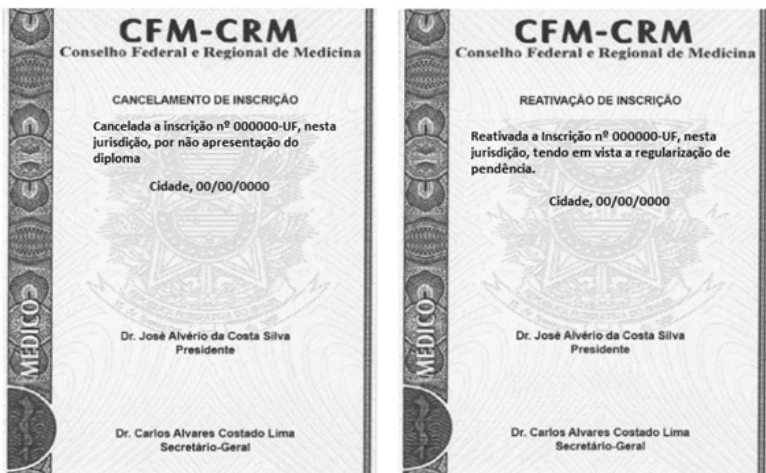 CFM-CRM
Conselho Federal e Regional de Medicina
CANCELAMENTO DE INSCRIÇÃO
Cancelada a inscrição nº 000000-UF, nesta
jurisdição, por não apresentação do
diploma
Cidade, 00/00/0000
MÉDICO
Dr. José Alvério da Costa Silva
Presidente
Dr. Carlos Alvares Costado Lima
Secretário-Geral
CFM-CRM
Conselho Federal e Regional de Medicina
REATIVAÇÃO DE INSCRIÇÃO
Reativada a Inscrição nº 000000-UF, nesta
jurisdição, tendo em vista a regularização de
pendência.
Cidade, 00/00/0000
MÉDICO
Dr. José Alvério da Costa Silva
Presidente
Dr. Carlos Alvares Costado Lima
Secretário-Geral